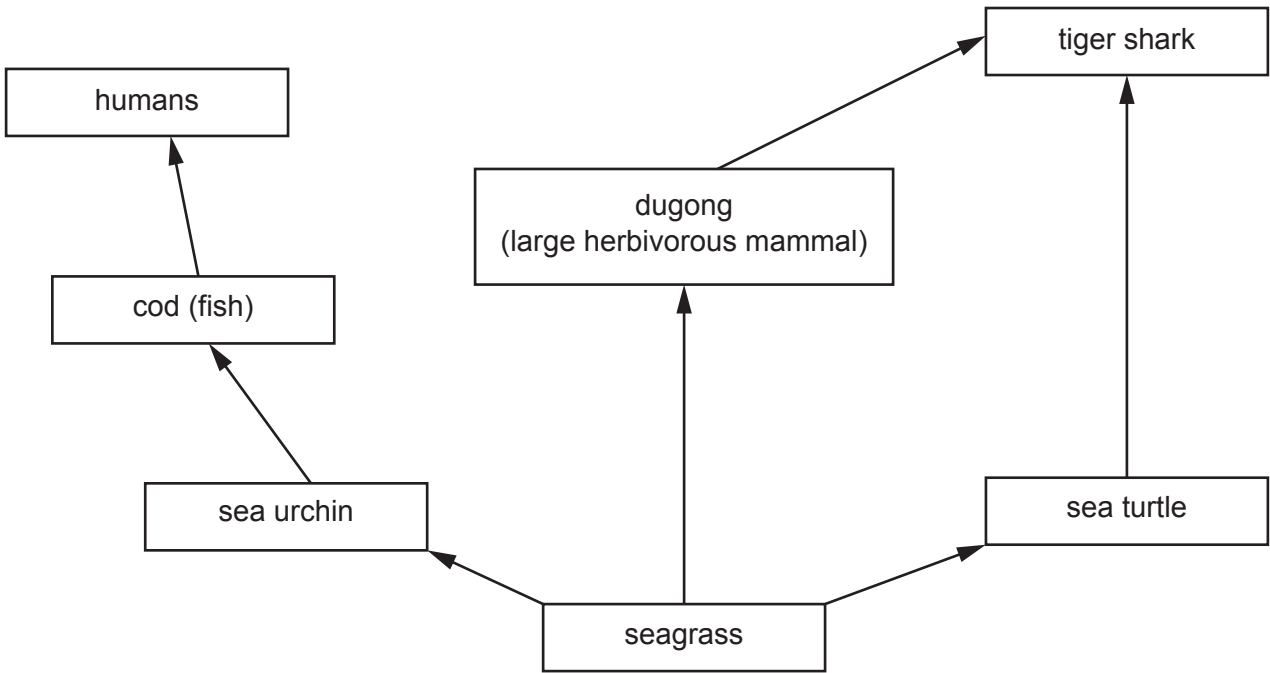 tiger shark
humans
dugong
(large herbivorous mammal)
cod (fish)
sea urchin
sea turtle
seagrass